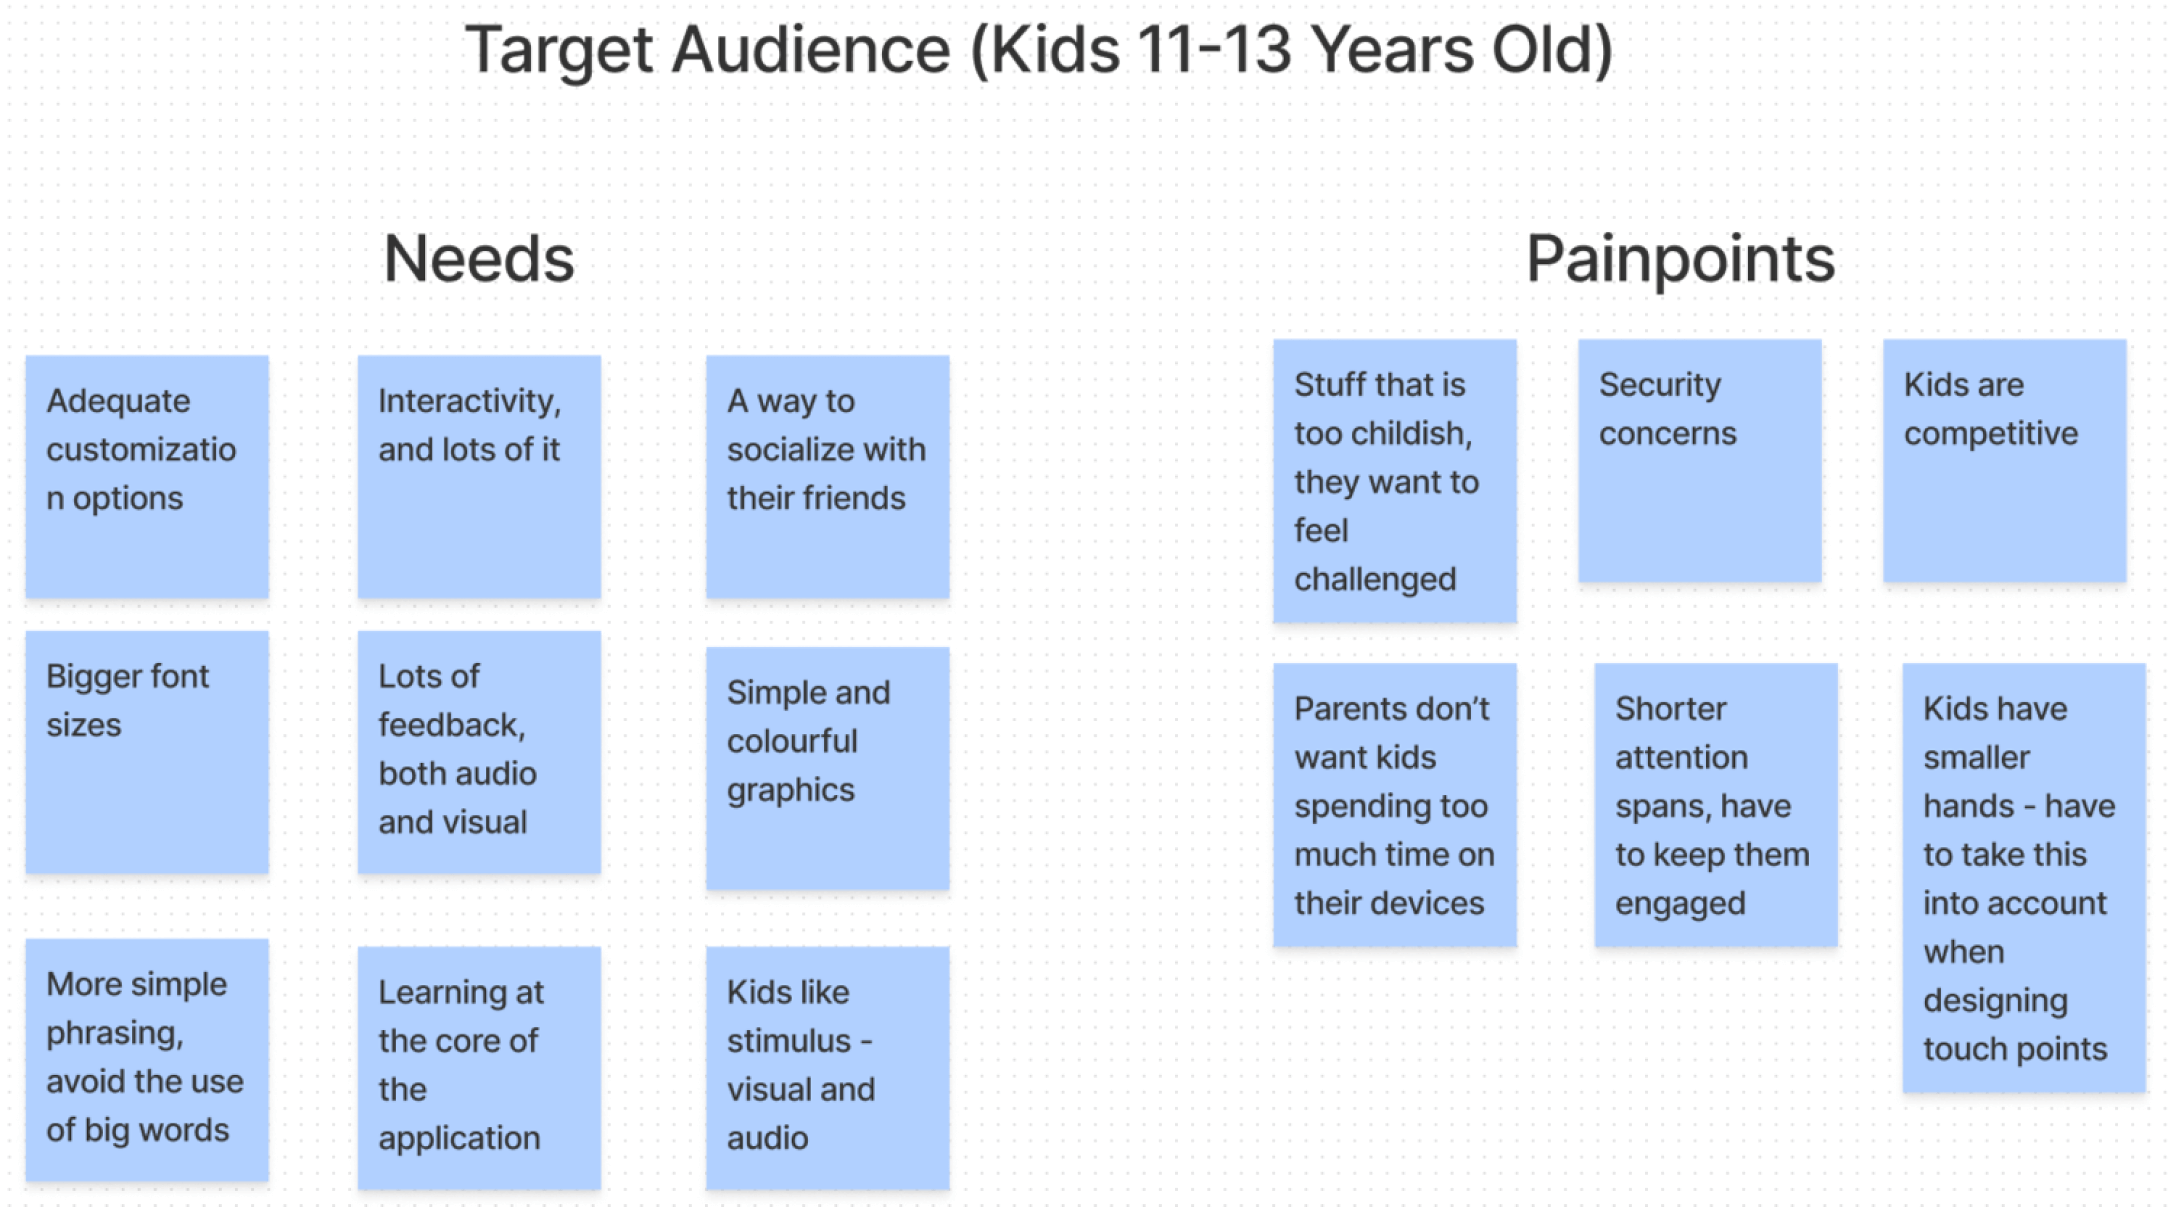 Target Audience (Kids 11-13 Years Old)
Needs
Adequate
customizatio
n options
Interactivity,
and lots of it
A way to
socialize with
their friends
Bigger font
sizes
Lots of
feedback,
both audio
and visual
Simple and
colourful
graphics
More simple
phrasing,
avoid the use
of big words
Learning at
the core of
the
application
Kids like
stimulus -
visual and
audio
Painpoints
Stuff that is
too childish,
they want to
feel
challenged
Security
concerns
Kids are
competitive
Parents don’t
want kids
spending too
much time on
their devices
Shorter
attention
spans, have
to keep them
engaged
Kids have
smaller
hands - have
to take this
into account
when
designing
touch points